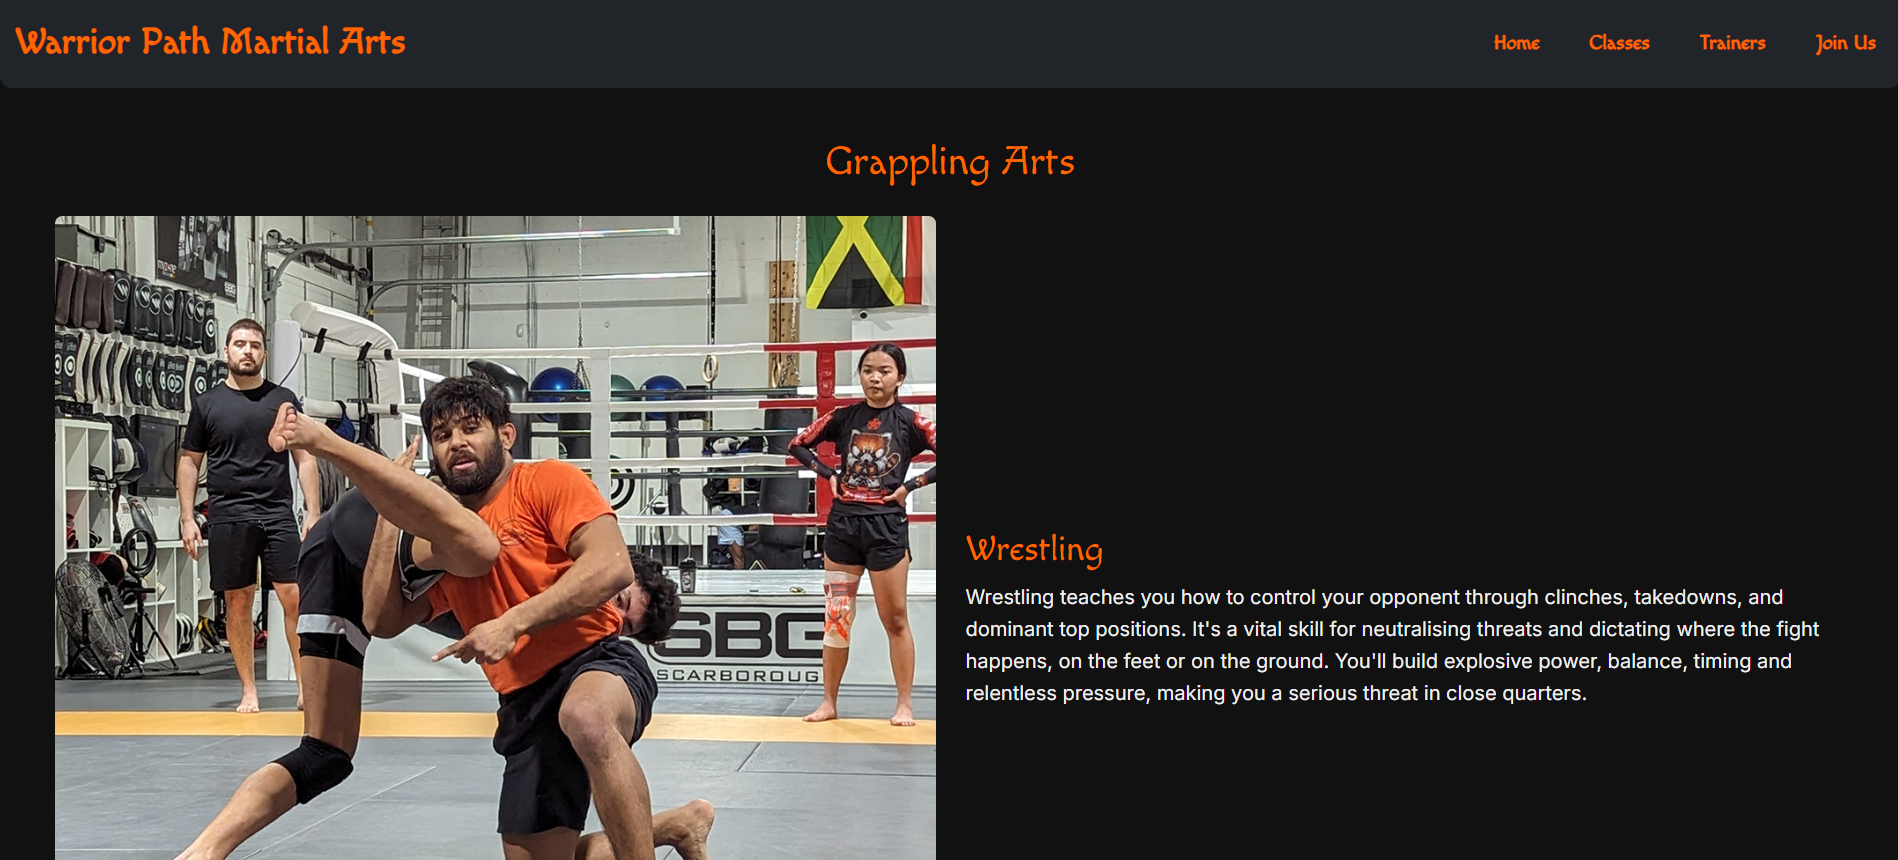 Warrior Path Martial Arts
Home
Classes
Trainers
Join Us
Grappling Arts
SBG
SCARBOROUG
Wrestling
Wrestling teaches you how to control your opponent through clinches, takedowns, and
dominant top positions. It's a vital skill for neutralising threats and dictating where the fight
happens, on the feet or on the ground. You'll build explosive power, balance, timing and
relentless pressure, making you a serious threat in close quarters.